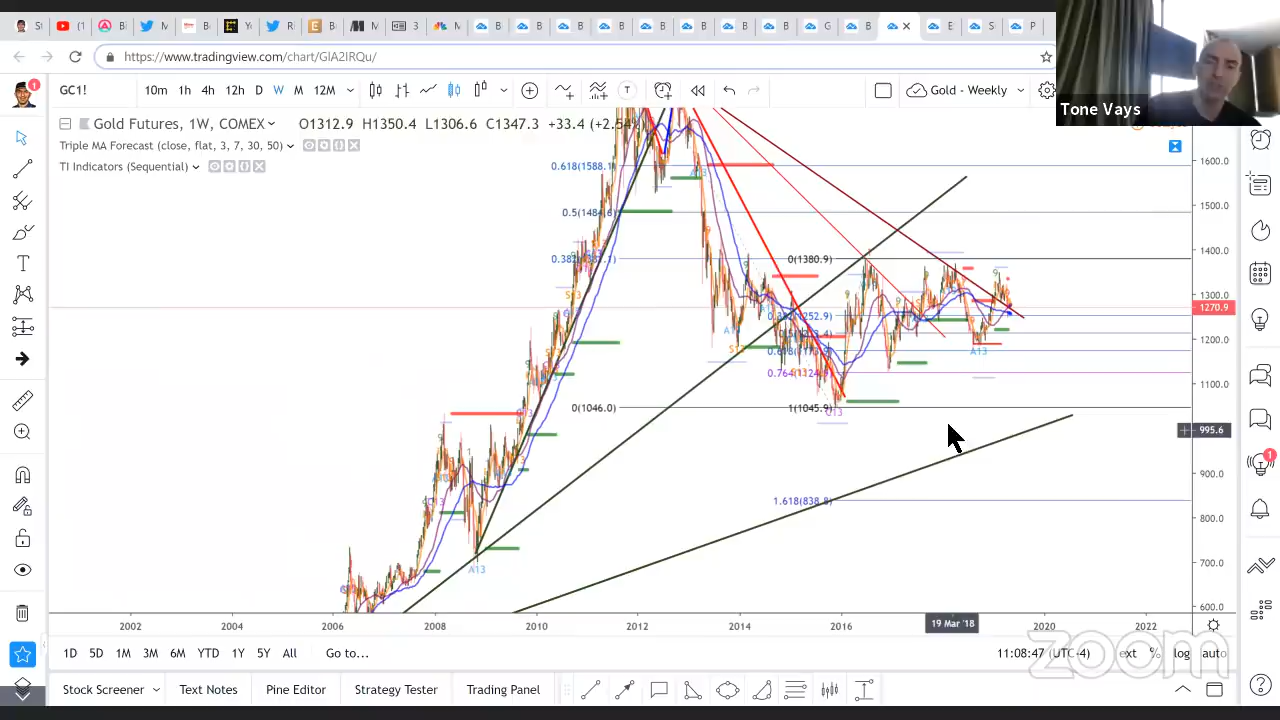 https://www.tradingview.com/chart/GIA2IRQu/
Tone Vays
GC1! 10m 1h 4h 12h D W M 12M Gold - Weekly
Gold Futures, 1W, COMEX O1312.9 H1350.4 L1306.6 C1347.3 +33.4 (+2.54%
Triple MA Forecast (close, flat, 3, 7, 30, 50)
TI Indicators (Sequential)
1600.0
1500.0
1400.0
1300.0
1270.9
1200.0
1100.0
995.6
900.0
800.0
700.0
600.0
0.618(1588.1)
0.5(1484.6)
0(1380.9)
0(1046.0)
1(1045.9)
1.618(838.8)
A13
2002 2004 2006 2008 2010 2012 2014 2016 19 Mar '18 2020 2022
1D 5D 1M 3M 6M YTD 1Y 5Y All Go to... 11:08:47 (UTC-4) ext % log auto
zoom
Stock Screener Text Notes Pine Editor Strategy Tester Trading Panel